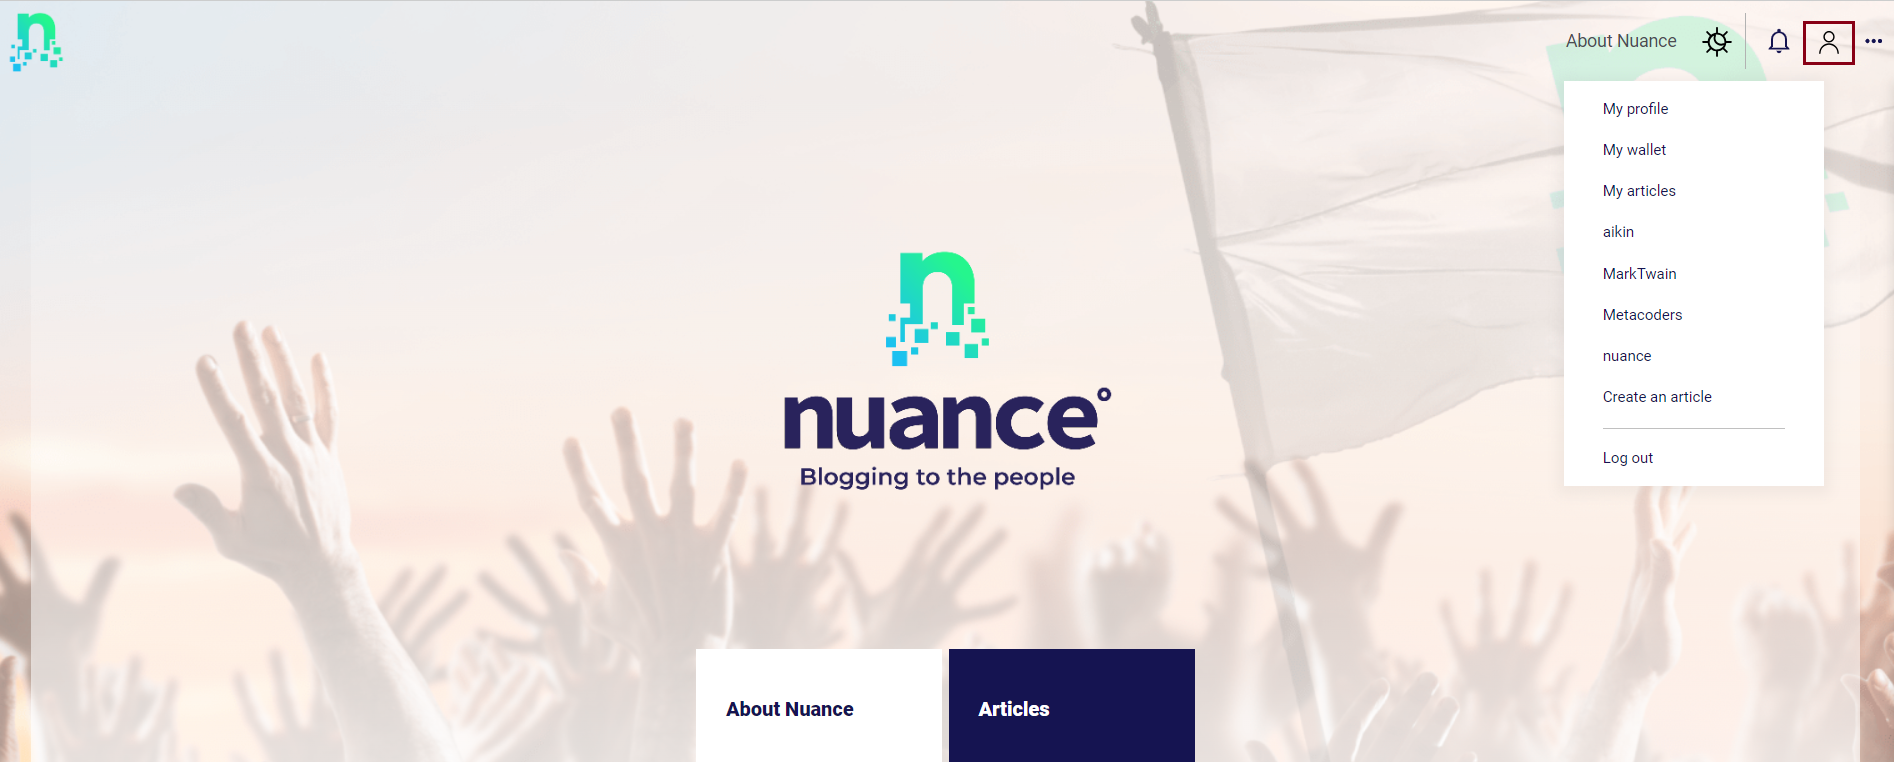 About Nuance
My profile
My wallet
My articles
aikin
MarkTwain
Metacoders
nuance
Create an article
Log out
n
nuance°
Blogging to the people
About Nuance
Articles